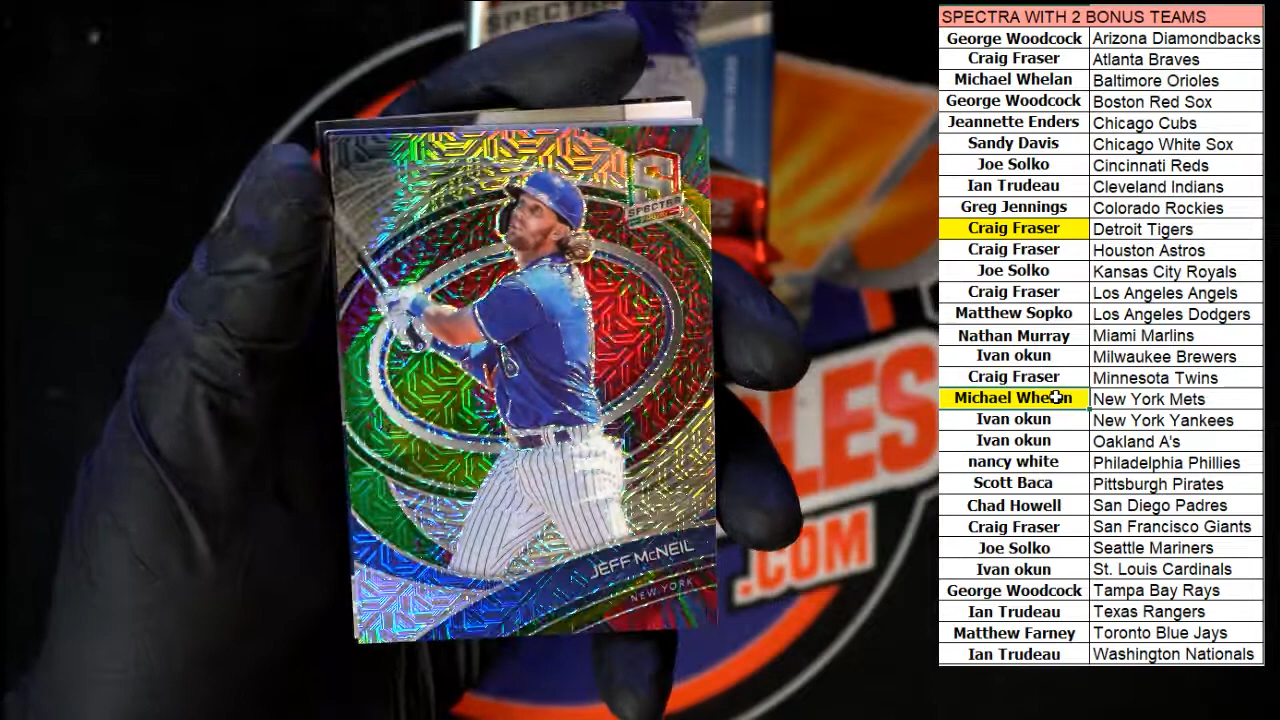 SPECTRA
SPECTRA
JEFF McNEIL
NEW YORK
LES
.COM
SPECTRA WITH 2 BONUS TEAMS
George Woodcock Arizona Diamondbacks
Craig Fraser Atlanta Braves
Michael Whelan Baltimore Orioles
George Woodcock Boston Red Sox
Jeannette Enders Chicago Cubs
Sandy Davis Chicago White Sox
Joe Solko Cincinnati Reds
Ian Trudeau Cleveland Indians
Greg Jennings Colorado Rockies
Craig Fraser Detroit Tigers
Craig Fraser Houston Astros
Joe Solko Kansas City Royals
Craig Fraser Los Angeles Angels
Matthew Sopko Los Angeles Dodgers
Nathan Murray Miami Marlins
Ivan okun Milwaukee Brewers
Craig Fraser Minnesota Twins
Michael Whelan New York Mets
Ivan okun New York Yankees
Ivan okun Oakland A's
nancy white Philadelphia Phillies
Scott Baca Pittsburgh Pirates
Chad Howell San Diego Padres
Craig Fraser San Francisco Giants
Joe Solko Seattle Mariners
Ivan okun St. Louis Cardinals
George Woodcock Tampa Bay Rays
Ian Trudeau Texas Rangers
Matthew Farney Toronto Blue Jays
Ian Trudeau Washington Nationals